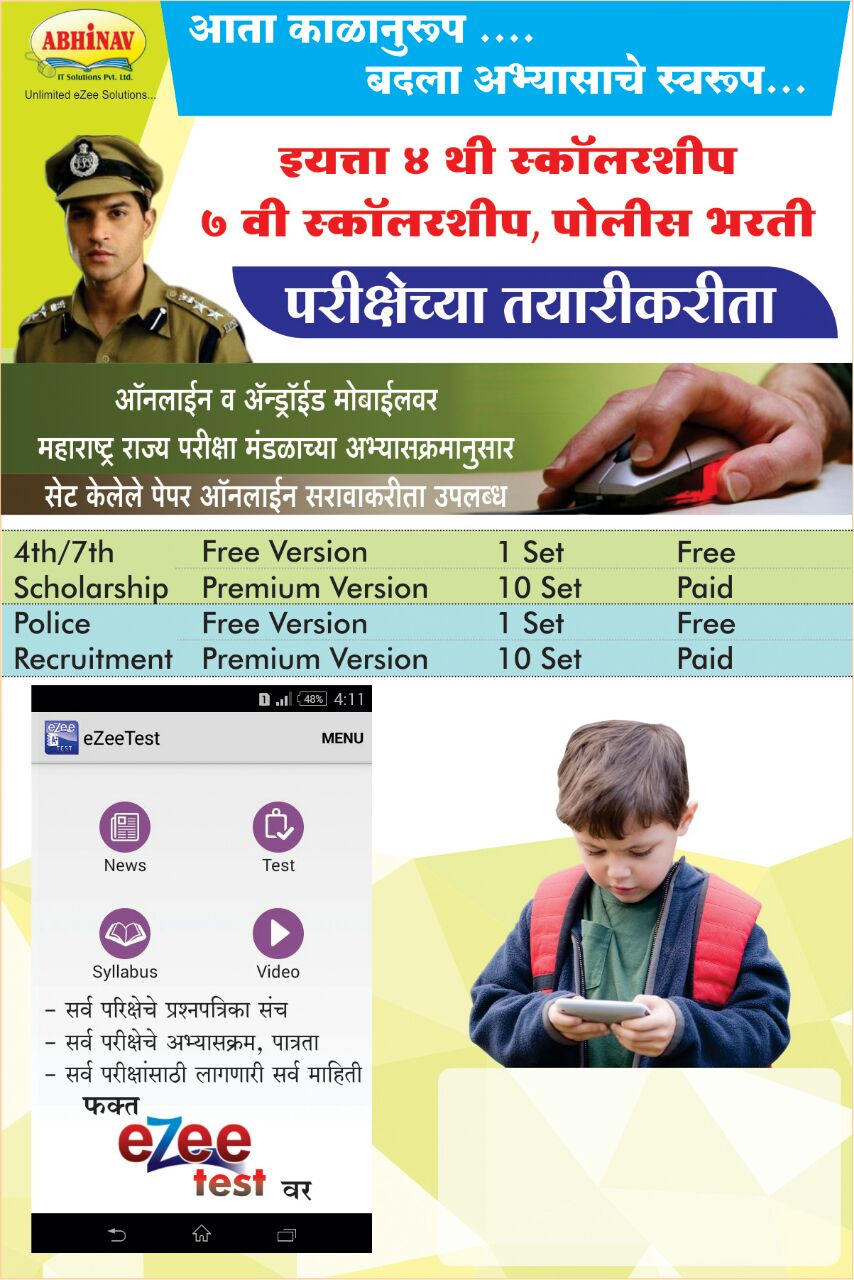 ABHINAV
IT Solutions Pvt. Ltd.
Unlimited eZee Solutions...
आता काळानुरूप ....
बदला अभ्यासाचे स्वरूप...
इयत्ता ४ थी स्कॉलरशीप
७ वी स्कॉलरशीप, पोलीस भरती
परीक्षेच्या तयारीकरीता
ऑनलाईन व ॲन्ड्रॉईड मोबाईलवर
महाराष्ट्र राज्य परीक्षा मंडळाच्या अभ्यासक्रमानुसार
सेट केलेले पेपर ऑनलाईन सरावाकरीता उपलब्ध
4th/7th Free Version 1 Set Free
Scholarship Premium Version 10 Set Paid
Police Free Version 1 Set Free
Recruitment Premium Version 10 Set Paid
1 48% 4:11
eZee TEST eZeeTest MENU
News Test
Syllabus Video
– सर्व परिक्षेचे प्रश्नपत्रिका संच
– सर्व परीक्षेचे अभ्यासक्रम, पात्रता
– सर्व परीक्षांसाठी लागणारी सर्व माहिती
फक्त
eZee
test वर